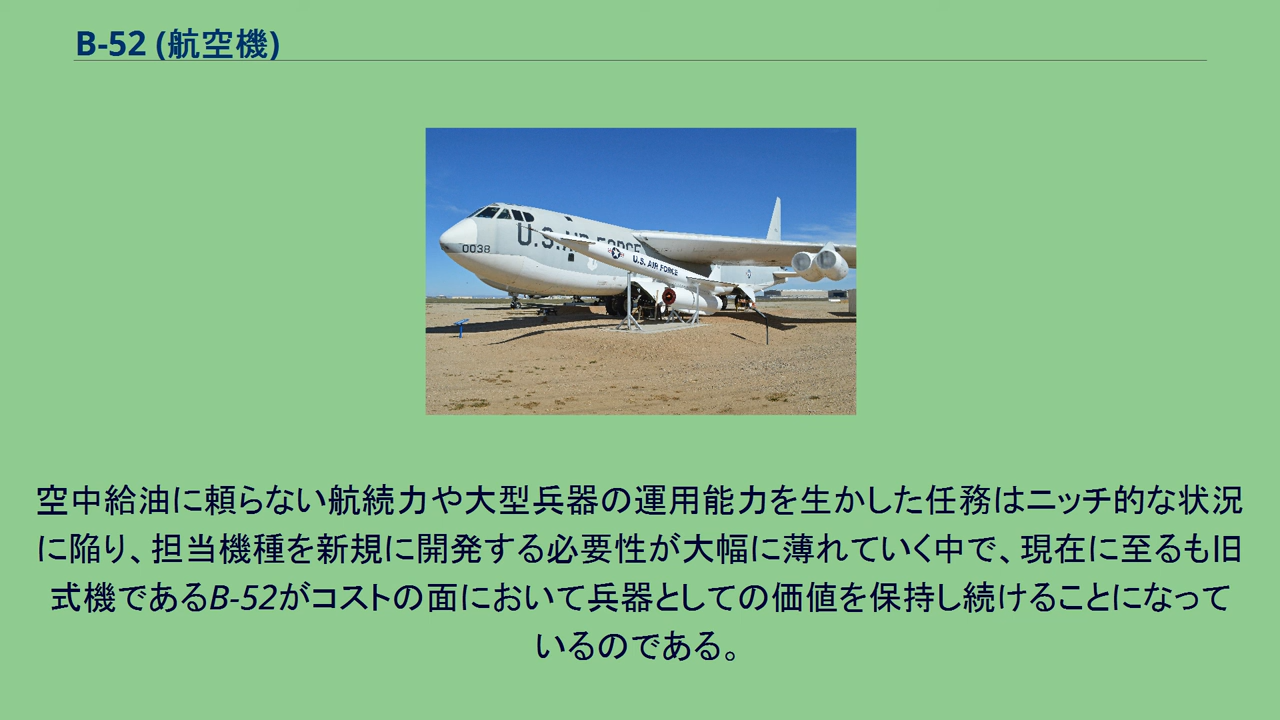 B-52 (航空機)
U.S. AIR FORCE
0038
U.S. AIR FORCE
空中給油に頼らない航続力や大型兵器の運用能力を生かした任務はニッチ的な状況
に陥り、担当機種を新規に開発する必要性が大幅に薄れていく中で、現在に至るも旧
式機であるB-52がコストの面において兵器としての価値を保持し続けることになって
いるのである。